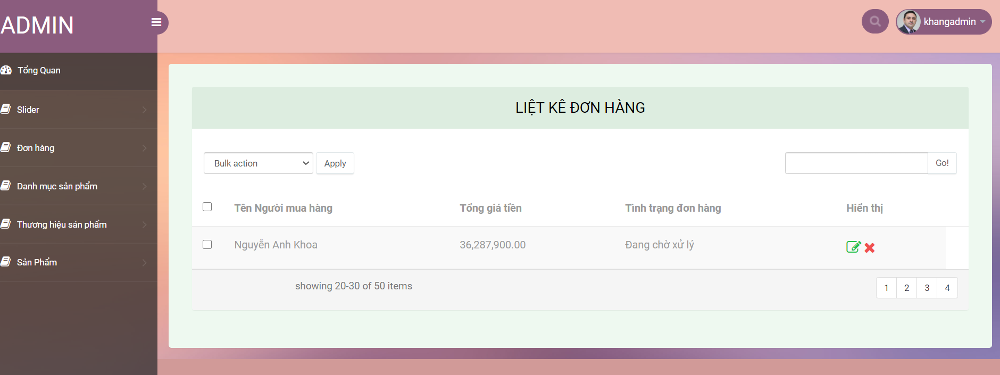 ADMIN
khangadmin
Tổng Quan
Slider
Đơn hàng
Danh mục sản phẩm
Thương hiệu sản phẩm
Sản Phẩm
LIỆT KÊ ĐƠN HÀNG
Bulk action Apply Go!
Tên Người mua hàng Tổng giá tiền Tình trạng đơn hàng Hiển thị
Nguyễn Anh Khoa 36,287,900.00 Đang chờ xử lý
showing 20-30 of 50 items 1 2 3 4